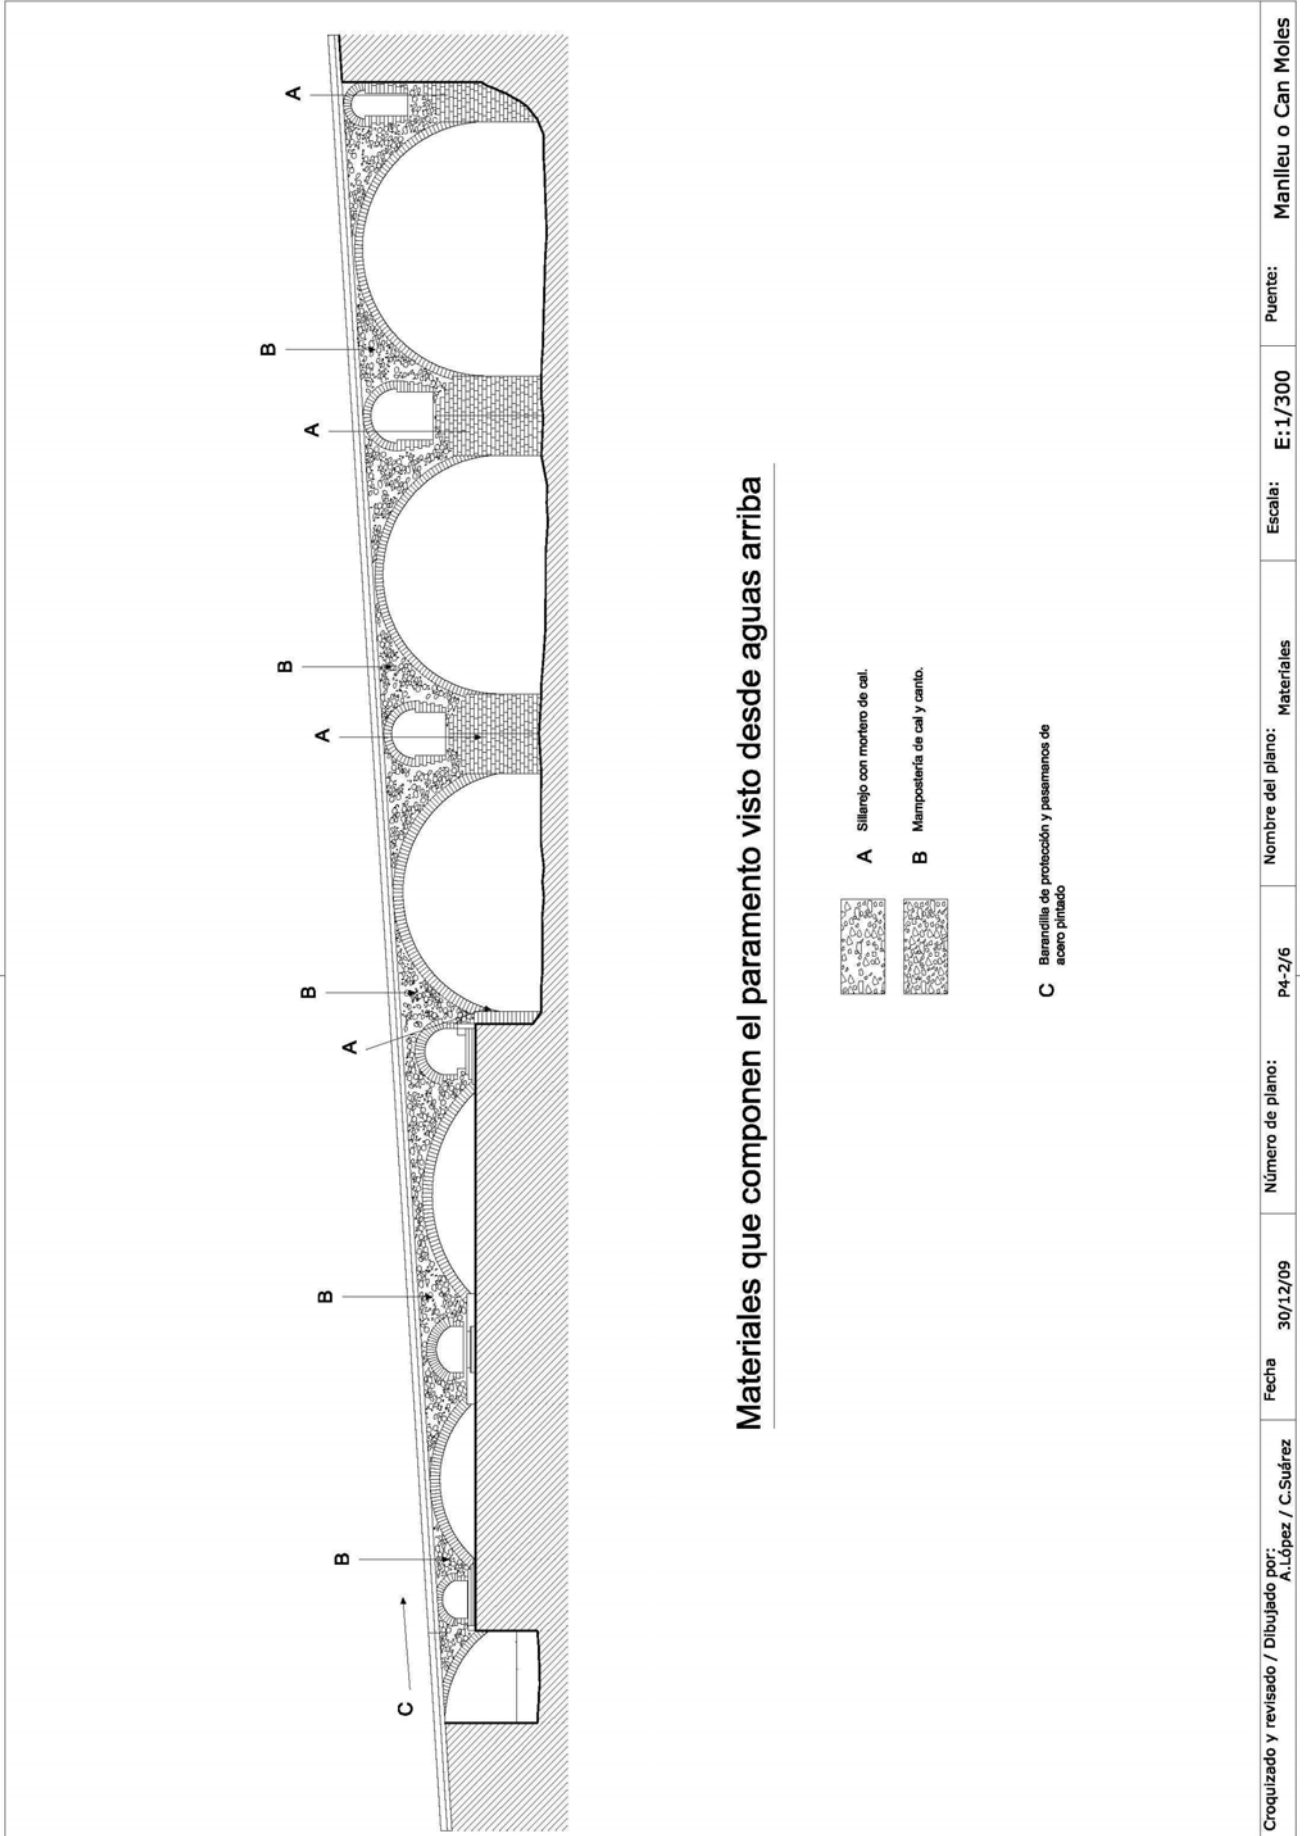 C
B
B
A
B
A
B
A
B
A
Materiales que componen el paramento visto desde aguas arriba
A Sillarejo con mortero de cal.
B Mampostería de cal y canto.
C Barandilla de protección y pasamanos de
acero pintado
Croquizado y revisado / Dibujado por:
A.López / C.Suárez
Fecha 30/12/09
Número de plano: P4-2/6
Nombre del plano: Materiales
Escala: E:1/300
Puente: Manlleu o Can Moles